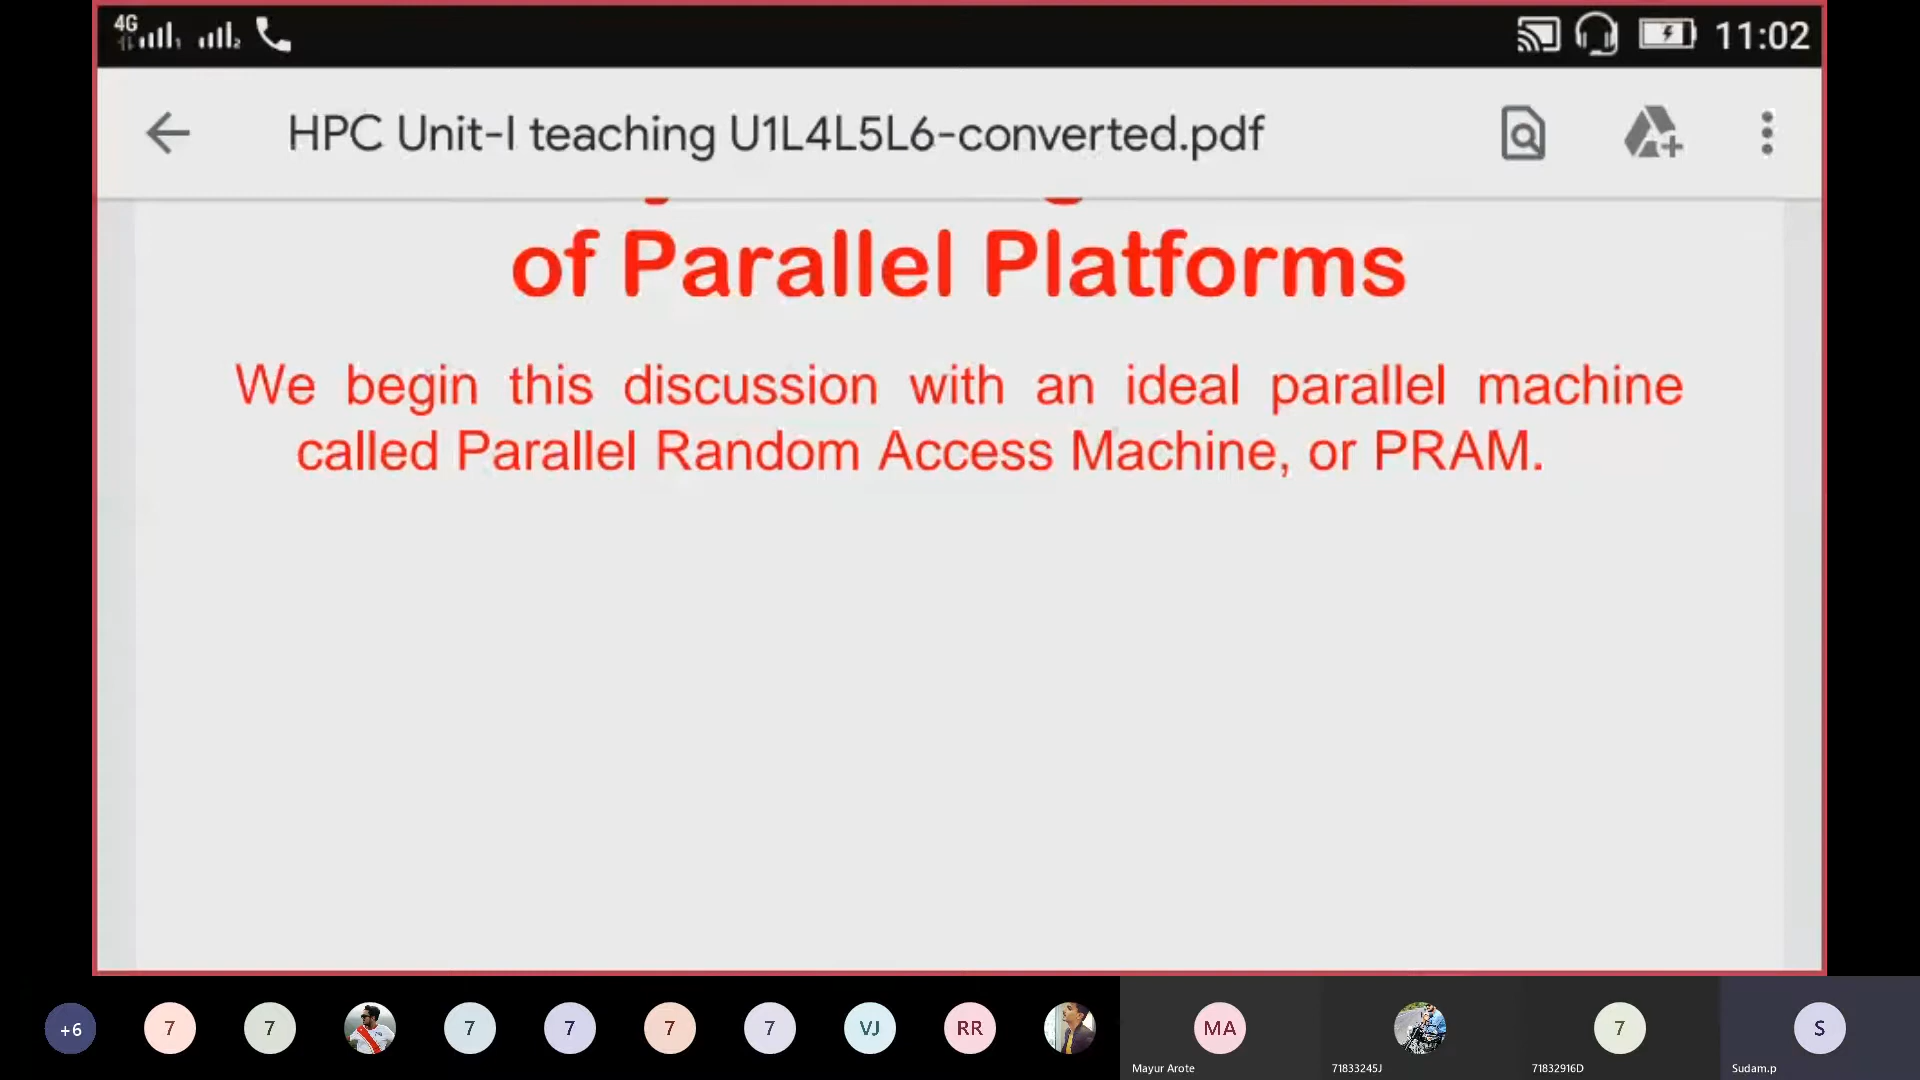 4G 1 2 11:02
HPC Unit-I teaching U1L4L5L6-converted.pdf
of Parallel Platforms
We begin this discussion with an ideal parallel machine
called Parallel Random Access Machine, or PRAM.
+6 7 7 7 7 7 7 VJ RR MA 7 S
Mayur Arote 71833245J 71832916D Sudam.p